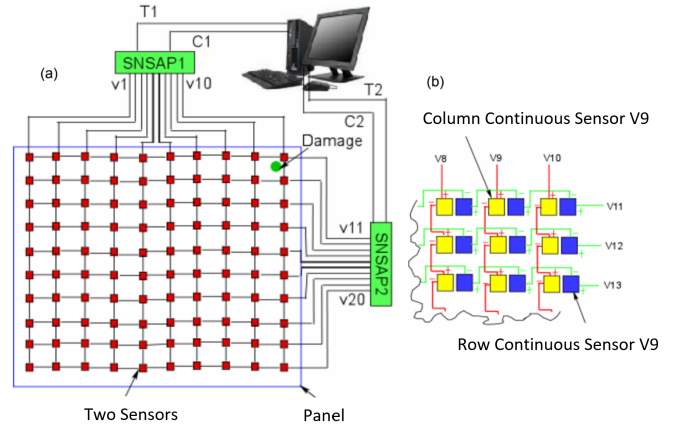 T1
C1
(a)
SNSAP1
v1
v10
T2
C2
Damage
v11
SNSAP2
v20
Two Sensors
Panel
(b)
Column Continuous Sensor V9
V8
V9
V10
V11
V12
V13
Row Continuous Sensor V9